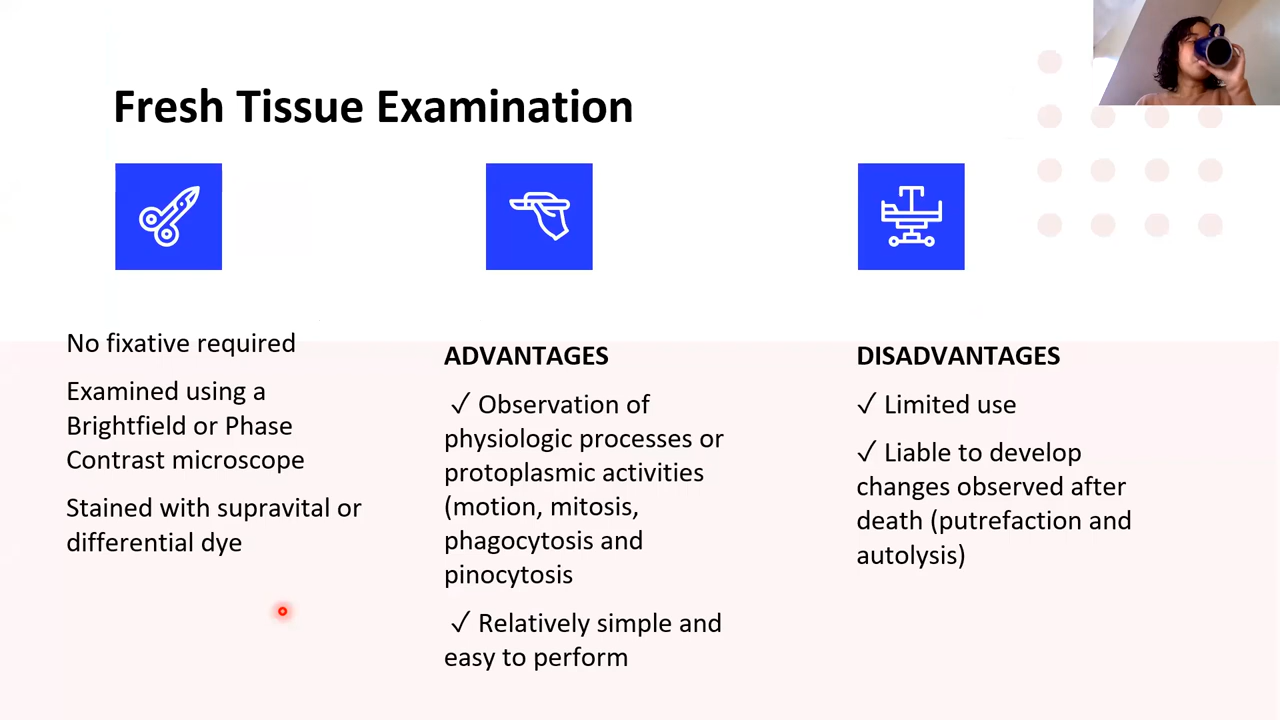 Fresh Tissue Examination
No fixative required
Examined using a
Brightfield or Phase
Contrast microscope
Stained with supravital or
differential dye
ADVANTAGES
✓ Observation of
physiologic processes or
protoplasmic activities
(motion, mitosis,
phagocytosis and
pinocytosis
✓ Relatively simple and
easy to perform
DISADVANTAGES
✓ Limited use
✓ Liable to develop
changes observed after
death (putrefaction and
autolysis)